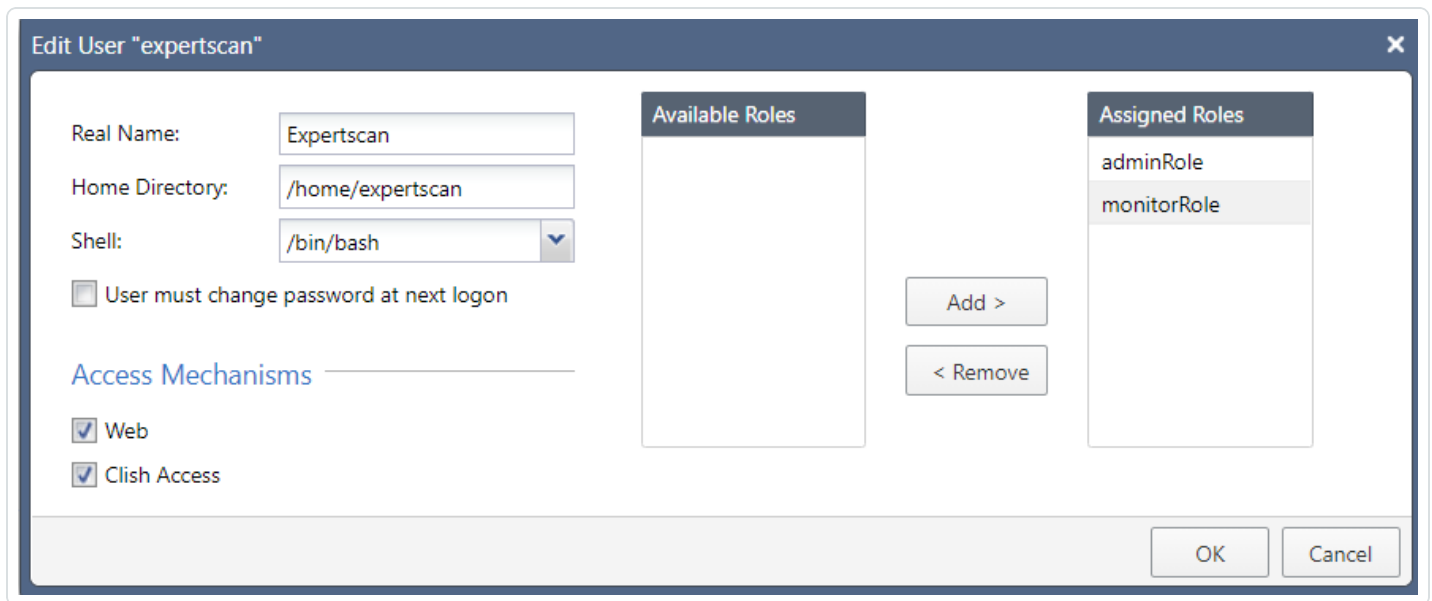 Edit User "expertscan"
Real Name:
Expertscan
Home Directory:
/home/expertscan
Shell:
/bin/bash
User must change password at next logon
Access Mechanisms
Web
Clish Access
Available Roles
Add >
< Remove
Assigned Roles
adminRole
monitorRole
OK
Cancel